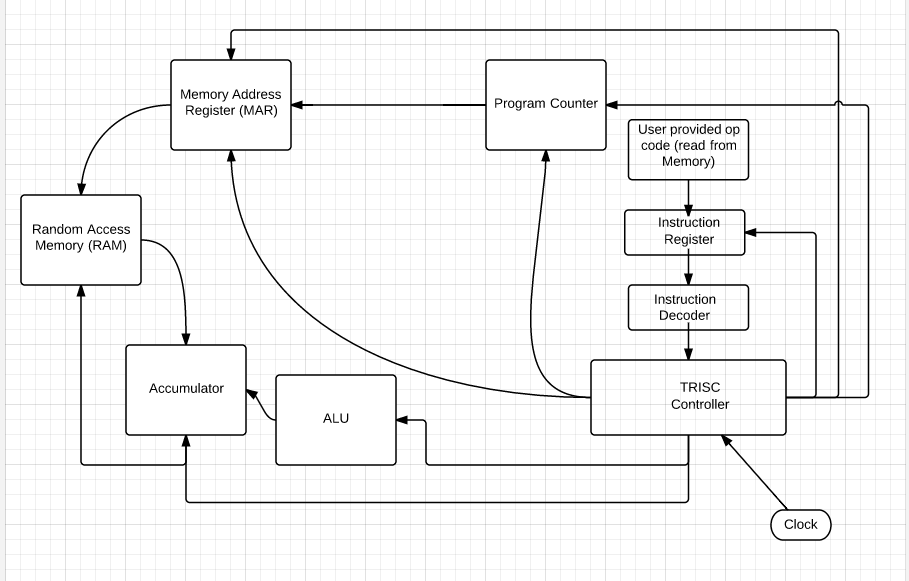 Memory Address
Register (MAR)
Program Counter
User provided op
code (read from
Memory)
Random Access
Memory (RAM)
Instruction
Register
Instruction
Decoder
Accumulator
ALU
TRISC
Controller
Clock